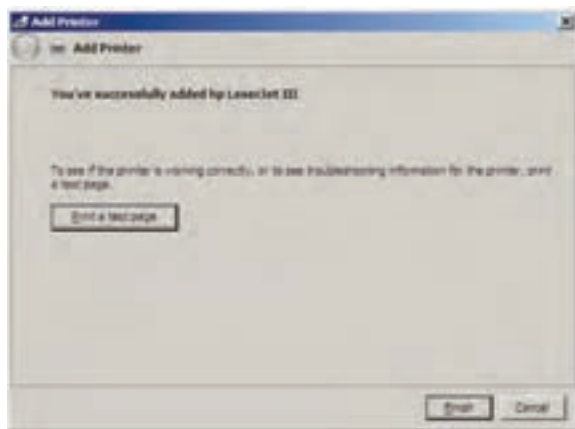 Add Printer
Add Printer
You've successfully added hp LaserJet III
To see if the printer is working correctly, or to see troubleshooting information for the printer, print
a test page.
Print a test page
Finish
Cancel